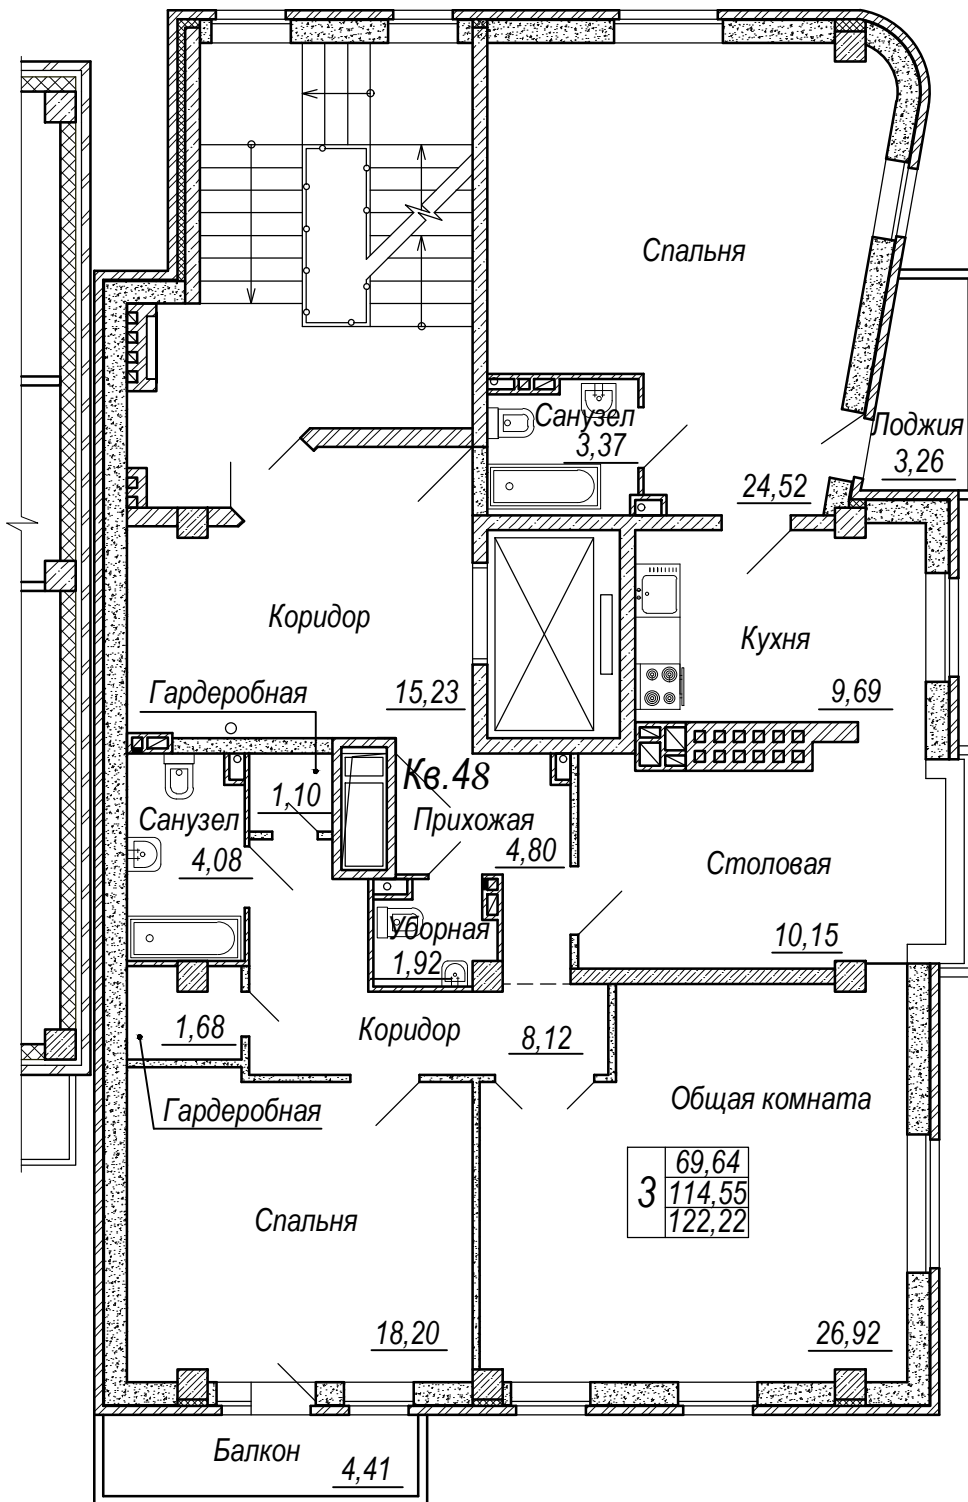 Спальня
Санузел
3,37
Лоджия
3,26
24,52
Коридор
Кухня
Гардеробная
15,23
9,69
Кв.48
1,10
Санузел
Прихожая
4,08
4,80
Столовая
Уборная
10,15
1,92
1,68
Коридор
8,12
Гардеробная
Общая комната
3
69,64
114,55
122,22
Спальня
18,20
26,92
Балкон
4,41